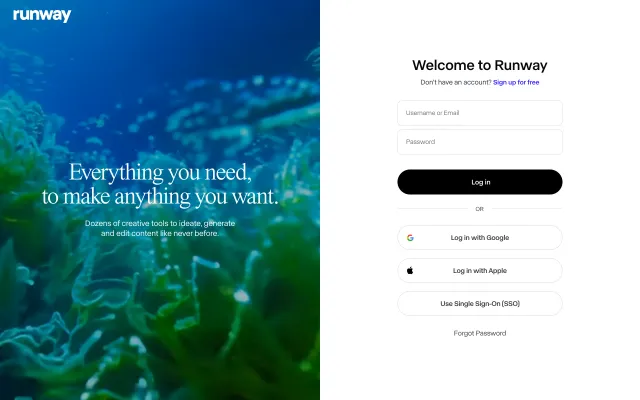 runway
Everything you need,
to make anything you want.
Dozens of creative tools to ideate, generate
and edit content like never before.
Welcome to Runway
Don't have an account? Sign up for free
Username or Email
Password
Log in
OR
Log in with Google
Log in with Apple
Use Single Sign-On (SSO)
Forgot Password